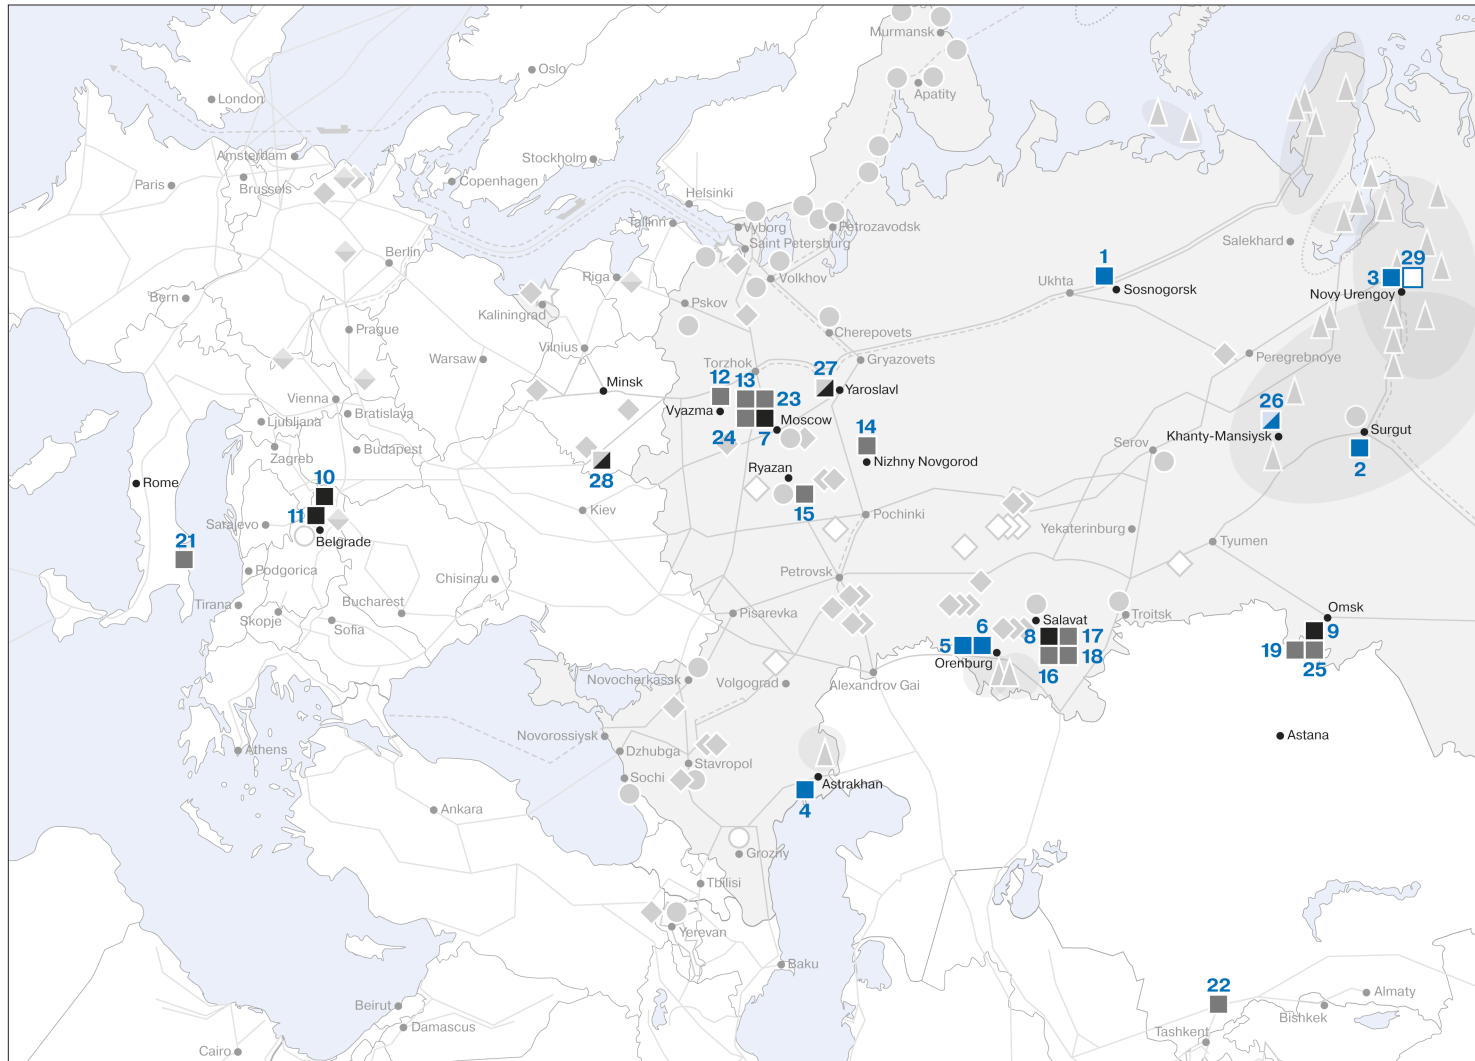 Murmansk
Oslo
London
Apatity
Amsterdam
Stockholm
Paris
Brussels
Copenhagen
Helsinki
Tallinn
Vyborg
Petrozavodsk
Saint Petersburg
Salekhard
Berlin
Volkhov
1
29
Riga
Ukhta
3
Sosnogorsk
Novy Urengoy
Bern
Pskov
Kaliningrad
Prague
Cherepovets
Vilnius
Warsaw
Gryazovets
Peregrebnoye
Torzhok
27
Minsk
12
13
Yaroslavl
Vienna
23
26
Vyazma
Bratislava
Ljubljana
Moscow
14
Surgut
24
7
Khanty-Mansiysk
Serov
Zagreb
Budapest
2
Nizhny Novgorod
Ryazan
28
Rome
10
15
11
Kiev
Pochinki
Sarajevo
Yekaterinburg
Belgrade
21
Tyumen
Podgorica
Chisinau
Petrovsk
Tirana
Bucharest
Pisarevka
Omsk
Skopje
Troitsk
Salavat
Sofia
6
8
17
9
5
19
Orenburg
18
25
16
Novocherkassk
Volgograd
Alexandrov Gai
Novorossiysk
Astana
Athens
Dzhubga
Stavropol
Sochi
Astrakhan
4
Ankara
Grozny
Tbilisi
Yerevan
Baku
22
Almaty
Beirut
Bishkek
Damascus
Tashkent
Cairo